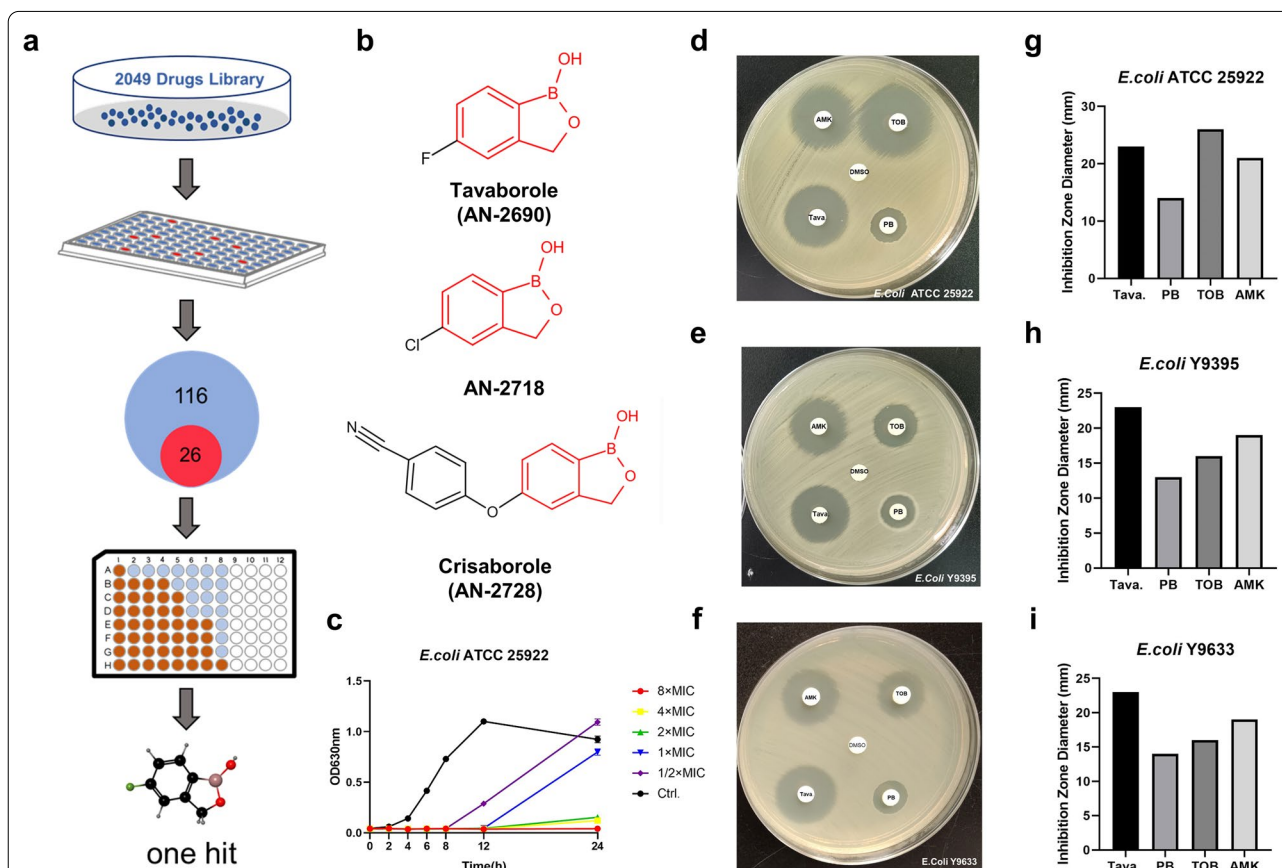 a
2049 Drugs Library
116
26
1 2 3 4 5 6 7 8 9 10 11 12
A
B
C
D
E
F
G
H
one hit
b
OH
B
O
F
Tavaborole
(AN-2690)
OH
B
O
Cl
AN-2718
N
OH
B
O
O
Crisaborole
(AN-2728)
c
E.coli ATCC 25922
OD630nm
1.5
1.0
0.5
0.0
0 2 4 6 8 12 24
Time(h)
8×MIC
4×MIC
2×MIC
1×MIC
1/2×MIC
Ctrl.
d
AMK
TOB
DMSO
Tava.
PB
E.Coli ATCC 25922
e
AMK
TOB
DMSO
Tava.
PB
E.Coli Y9395
f
AMK
TOB
DMSO
Tava.
PB
E.Coli Y9633
g
E.coli ATCC 25922
Inhibition Zone Diameter (mm)
30
20
10
0
Tava. PB TOB AMK
h
E.coli Y9395
Inhibition Zone Diameter (mm)
25
20
15
10
5
0
Tava. PB TOB AMK
i
E.coli Y9633
Inhibition Zone Diameter (mm)
25
20
15
10
5
0
Tava. PB TOB AMK